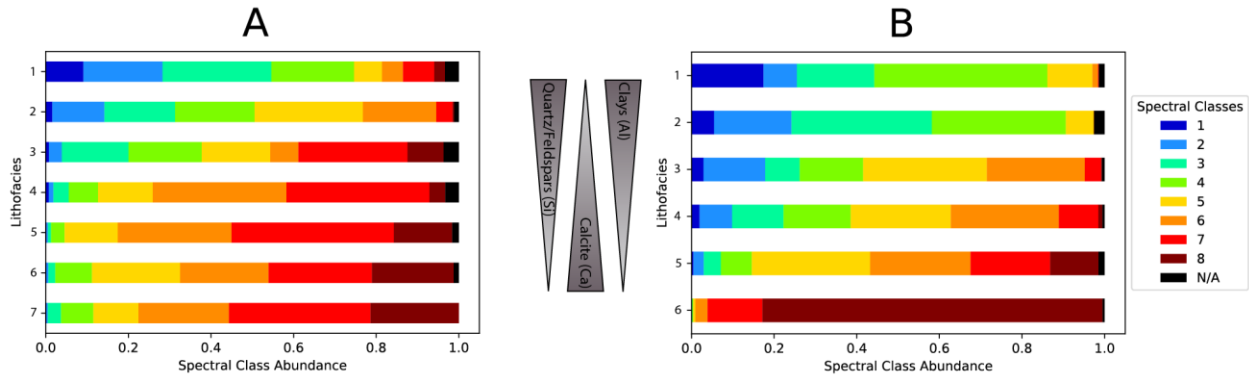 A
B
Lithofacies
1
2
3
4
5
6
7
0.0 0.2 0.4 0.6 0.8 1.0
Spectral Class Abundance
Quartz/Feldspars (Si)
Calcite (Ca)
Clays (Al)
Lithofacies
1
2
3
4
5
6
0.0 0.2 0.4 0.6 0.8 1.0
Spectral Class Abundance
Spectral Classes
1
2
3
4
5
6
7
8
N/A